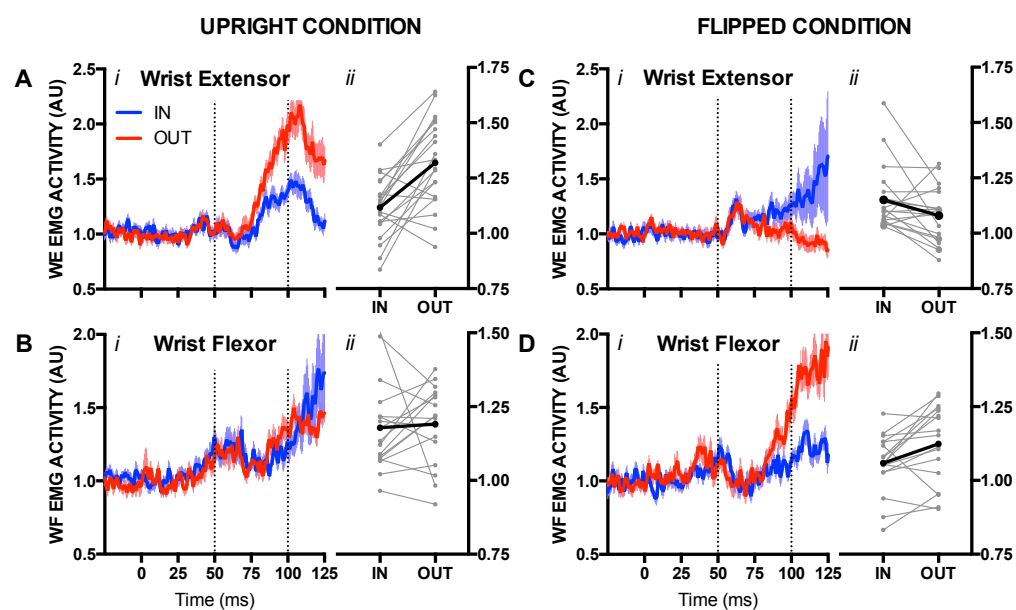 UPRIGHT CONDITION
FLIPPED CONDITION
A
i Wrist Extensor
ii
WE EMG ACTIVITY (AU)
2.5
2.0
1.5
1.0
0.5
IN
OUT
1.75
1.50
1.25
1.00
0.75
IN OUT
C
i Wrist Extensor
ii
WE EMG ACTIVITY (AU)
2.5
2.0
1.5
1.0
0.5
1.75
1.50
1.25
1.00
0.75
IN OUT
B
i Wrist Flexor
ii
WF EMG ACTIVITY (AU)
2.0
1.5
1.0
0.5
0 25 50 75 100 125
Time (ms)
1.50
1.25
1.00
0.75
IN OUT
D
i Wrist Flexor
ii
WF EMG ACTIVITY (AU)
2.0
1.5
1.0
0.5
0 25 50 75 100 125
Time (ms)
1.50
1.25
1.00
0.75
IN OUT